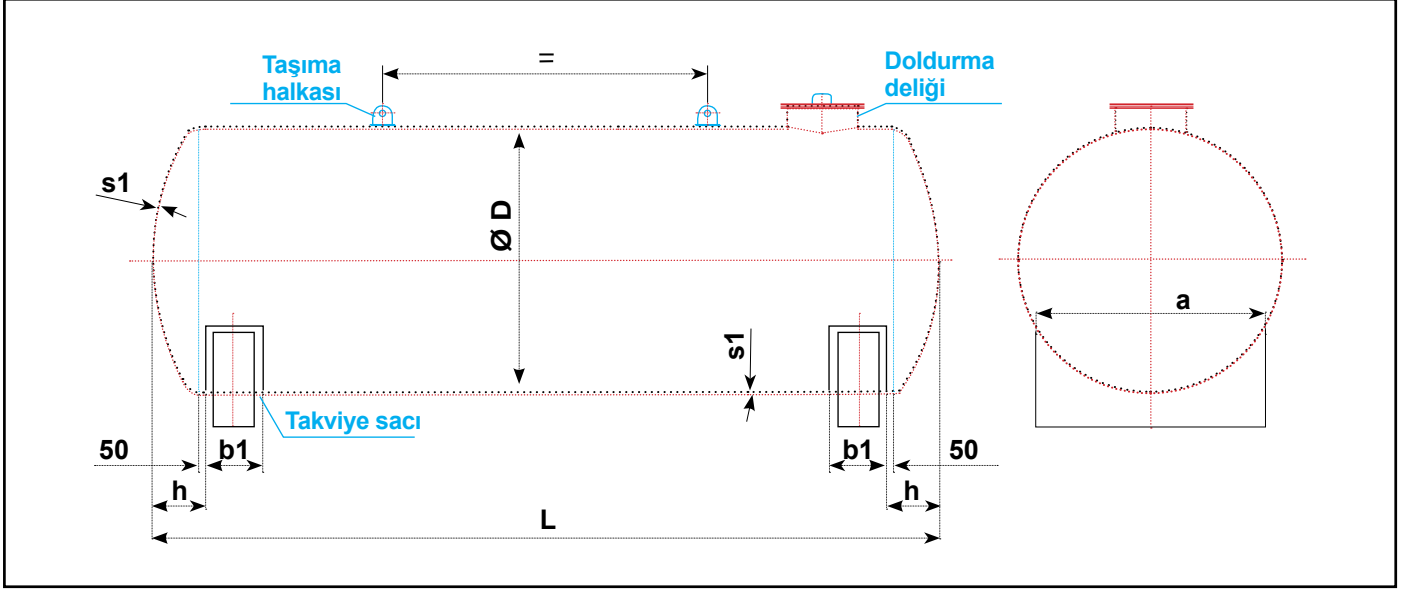 =
Taşıma
halkası
Doldurma
deliği
s1
Ø D
a
s1
Takviye sacı
50
b1
b1
50
h
h
L